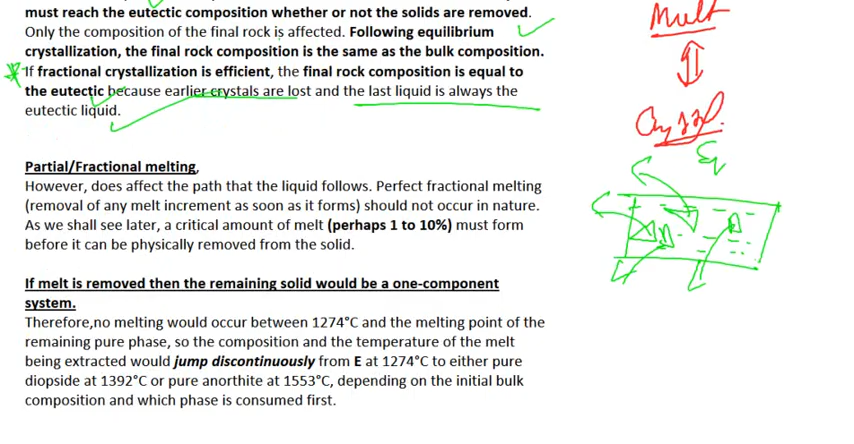 must reach the eutectic composition whether or not the solids are removed.
Only the composition of the final rock is affected. Following equilibrium
crystallization, the final rock composition is the same as the bulk composition.
If fractional crystallization is efficient, the final rock composition is equal to
the eutectic because earlier crystals are lost and the last liquid is always the
eutectic liquid.
Partial/Fractional melting,
However, does affect the path that the liquid follows. Perfect fractional melting
(removal of any melt increment as soon as it forms) should not occur in nature.
As we shall see later, a critical amount of melt (perhaps 1 to 10%) must form
before it can be physically removed from the solid.
If melt is removed then the remaining solid would be a one-component
system.
Therefore,no melting would occur between 1274°C and the melting point of the
remaining pure phase, so the composition and the temperature of the melt
being extracted would jump discontinuously from E at 1274°C to either pure
diopside at 1392°C or pure anorthite at 1553°C, depending on the initial bulk
composition and which phase is consumed first.
Melt
Eq